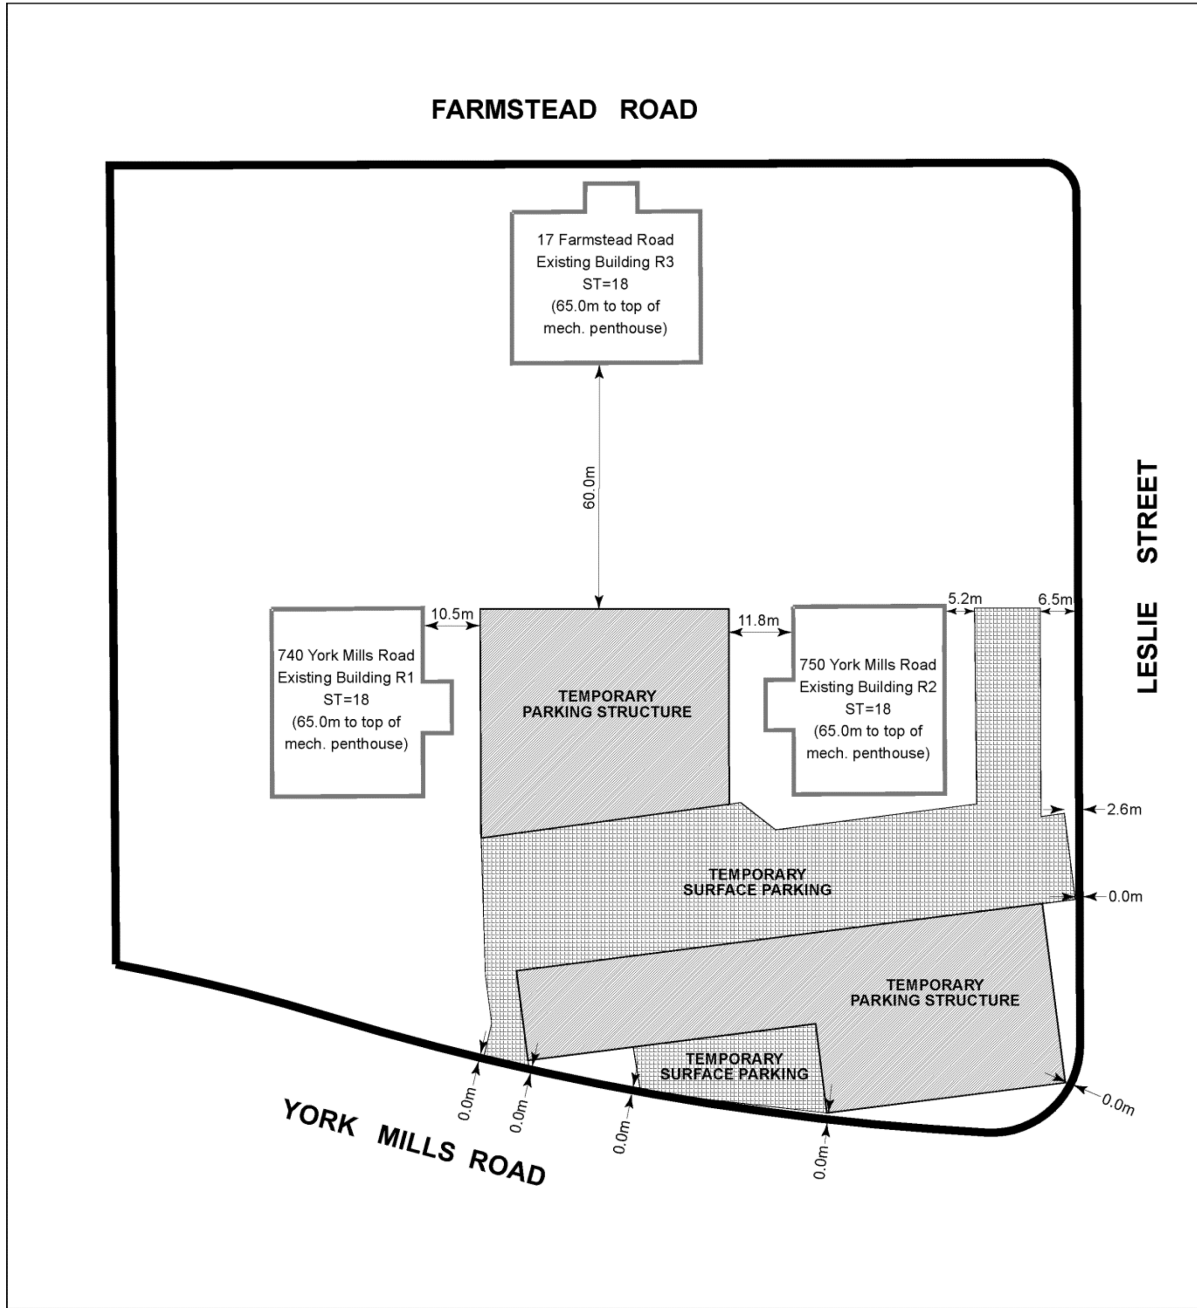 FARMSTEAD ROAD
17 Farmstead Road
Existing Building R3
ST=18
(65.0m to top of
mech. penthouse)
60.0m
LESLIE STREET
10.5m
11.8m
5.2m
6.5m
740 York Mills Road
Existing Building R1
ST=18
(65.0m to top of
mech. penthouse)
TEMPORARY
PARKING STRUCTURE
750 York Mills Road
Existing Building R2
ST=18
(65.0m to top of
mech. penthouse)
2.6m
TEMPORARY
SURFACE PARKING
0.0m
TEMPORARY
PARKING STRUCTURE
TEMPORARY
SURFACE PARKING
0.0m
0.0m
0.0m
0.0m
0.0m
YORK MILLS ROAD